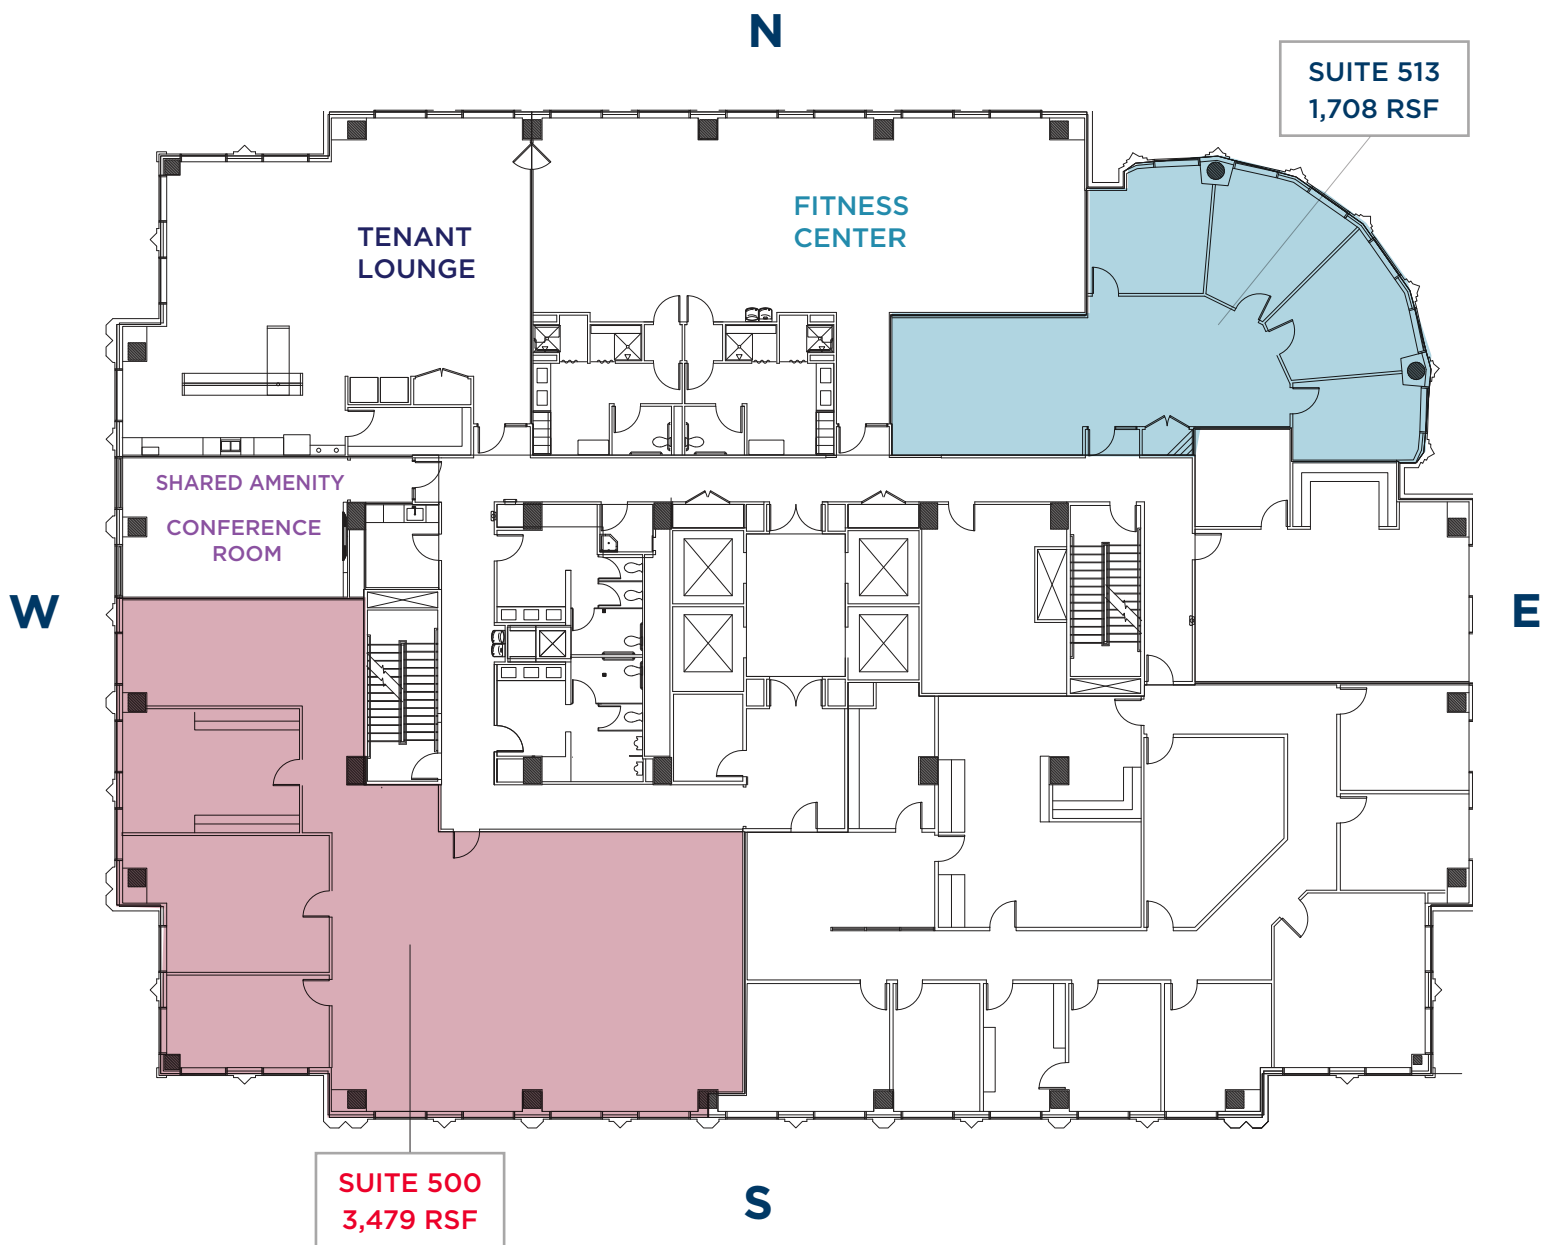 N
SUITE 513
1,708 RSF
FITNESS
CENTER
TENANT
LOUNGE
SHARED AMENITY
CONFERENCE
ROOM
W
E
SUITE 500
3,479 RSF
S